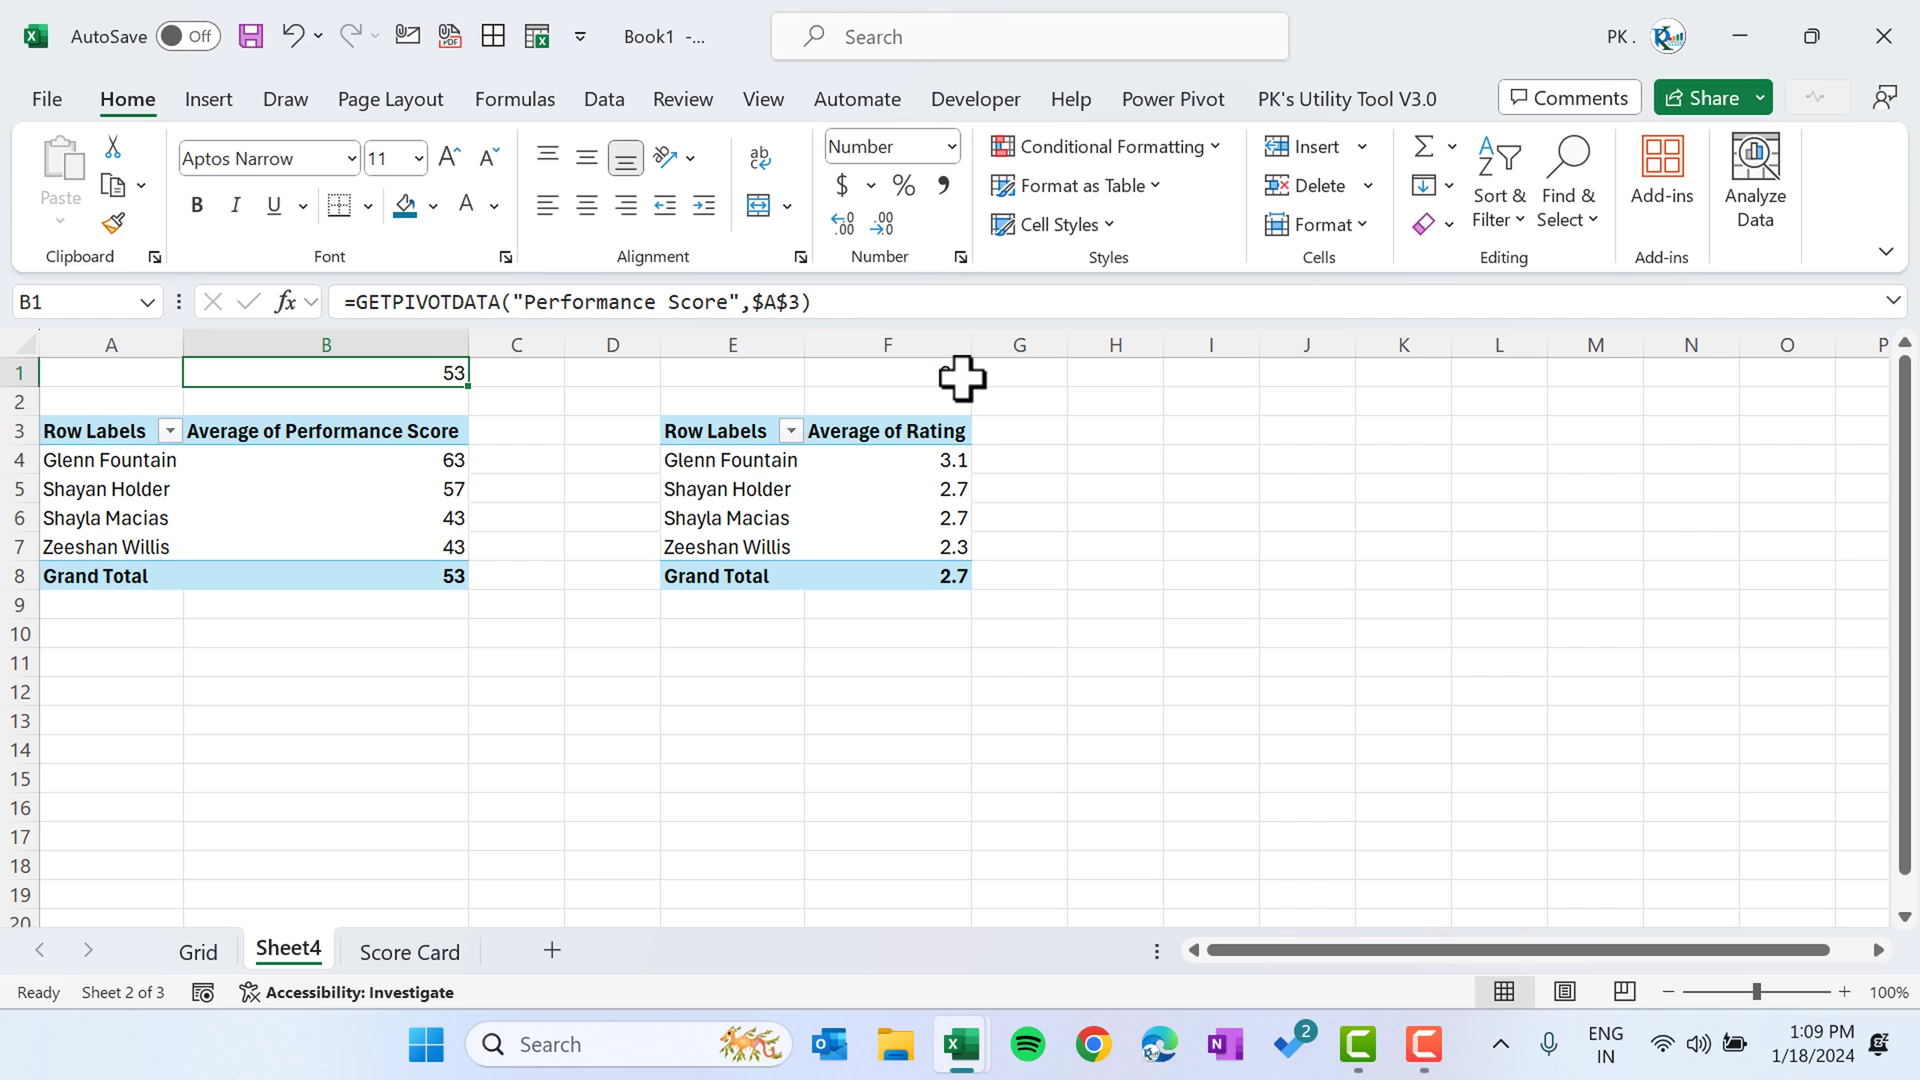 AutoSave Off Book1 -... Search PK .
File Home Insert Draw Page Layout Formulas Data Review View Automate Developer Help Power Pivot PK's Utility Tool V3.0 Comments Share
Paste Aptos Narrow 11 A A ab Number Conditional Formatting Insert Sort & Find & Add-ins Analyze
$ % , Format as Table Delete Filter Select Data
B I U A Cell Styles Format
Clipboard Font Alignment Number Styles Cells Editing Add-ins
B1 fx =GETPIVOTDATA("Performance Score",$A$3)
A B C D E F G H I J K L M N O P
1 53
2
3 Row Labels Average of Performance Score Row Labels Average of Rating
4 Glenn Fountain 63 Glenn Fountain 3.1
5 Shayan Holder 57 Shayan Holder 2.7
6 Shayla Macias 43 Shayla Macias 2.7
7 Zeeshan Willis 43 Zeeshan Willis 2.3
8 Grand Total 53 Grand Total 2.7
9
10
11
12
13
14
15
16
17
18
19
20
Grid Sheet4 Score Card +
Ready Sheet 2 of 3 Accessibility: Investigate 100%
Search 2 ENG 1:09 PM
IN 1/18/2024